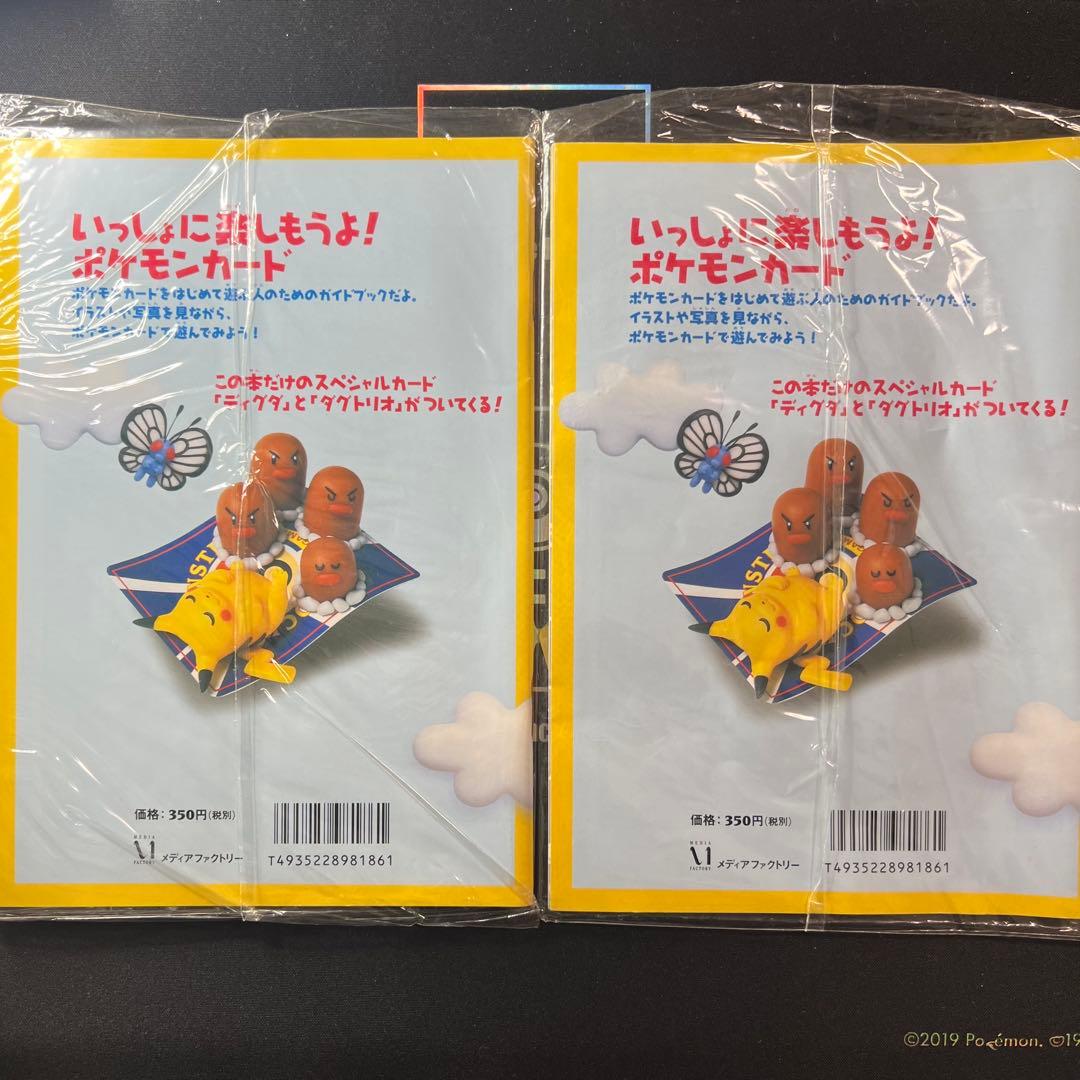 いっしょに楽しもうよ!
ポケモンカード
ポケモンカードをはじめて遊ぶ人のためのガイドブックだよ。
イラストや写真を見ながら、
ポケモンカードで遊んでみよう!
この本だけのスペシャルカード
「ディグダ」と「ダグトリオ」がついてくる!
価格: 350円(税別)
MEDIA
FACTORY
メディアファクトリー
T4935228981861
いっしょに楽しもうよ!
ポケモンカード
ポケモンカードをはじめて遊ぶ人のためのガイドブックだよ。
イラストや写真を見ながら、
ポケモンカードで遊んでみよう!
この本だけのスペシャルカード
「ディグダ」と「ダグトリオ」がついてくる!
価格: 350円(税別)
MEDIA
FACTORY
メディアファクトリー
T4935228981861
©2019 Pokémon. ©19